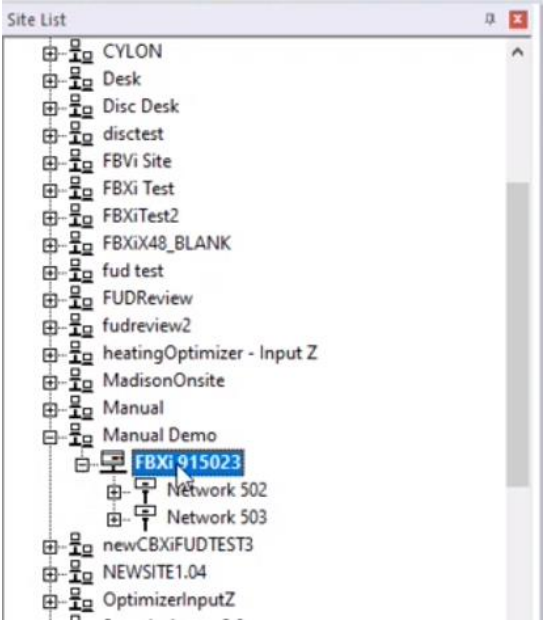 Site List
CYLON
Desk
Disc Desk
disctest
FBVi Site
FBXi Test
FBXiTest2
FBXiX48_BLANK
fud test
FUDReview
fudreview2
heatingOptimizer - Input Z
MadisonOnsite
Manual
Manual Demo
FBXi 915023
Network 502
Network 503
newCBXiFUDTEST3
NEWSITE1.04
OptimizerInputZ